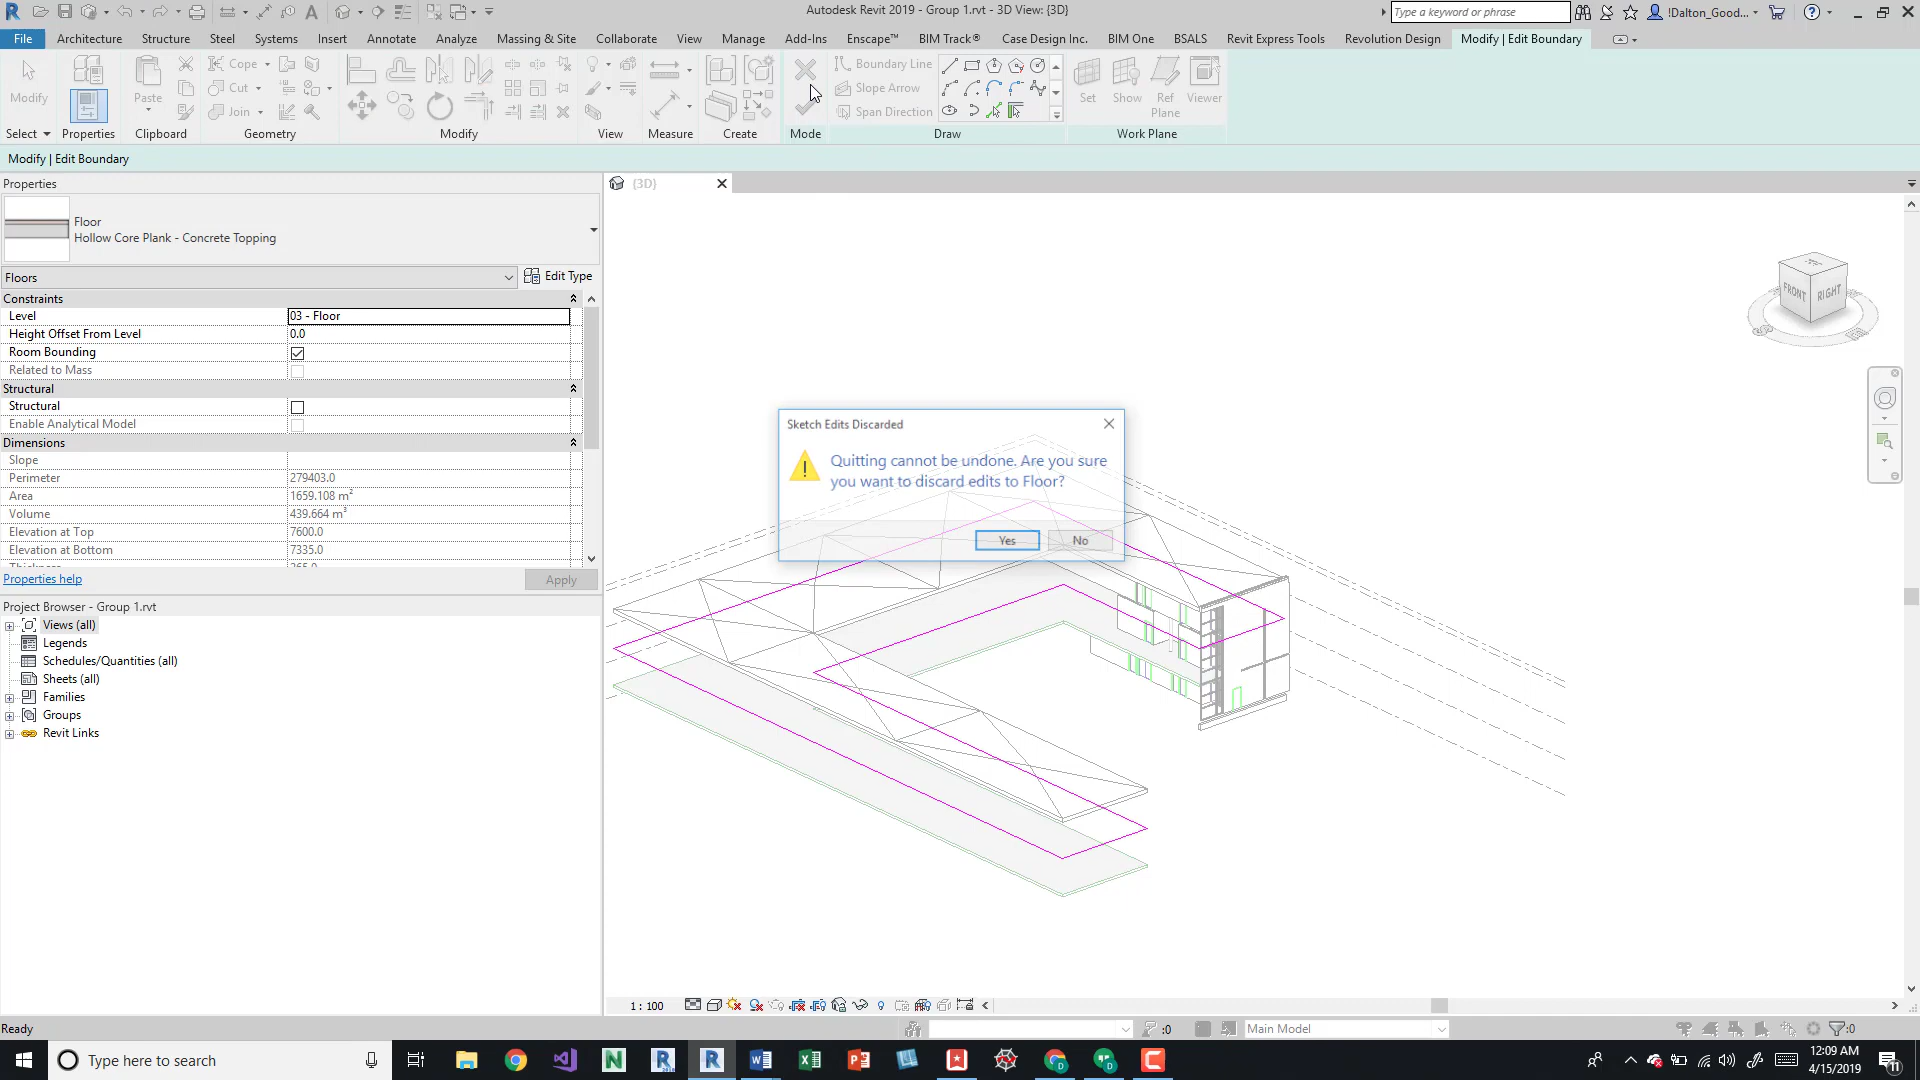 Autodesk Revit 2019 - Group 1.rvt - 3D View: {3D}
Type a keyword or phrase
!Dalton_Good...
File Architecture Structure Steel Systems Insert Annotate Analyze Massing & Site Collaborate View Manage Add-Ins Enscape™ BIM Track® Case Design Inc. BIM One BSALS Revit Express Tools Revolution Design Modify | Edit Boundary
Cope
Boundary Line
Cut
Slope Arrow
Modify
Paste
Set Show Ref Plane Viewer
Join
Span Direction
Select Properties Clipboard Geometry Modify View Measure Create Mode Draw Work Plane
Modify | Edit Boundary
Properties
{3D}
Floor
Hollow Core Plank - Concrete Topping
Floors
Edit Type
Constraints
Level 03 - Floor
Height Offset From Level 0.0
Room Bounding
Related to Mass
Structural
Structural
Enable Analytical Model
Dimensions
Slope
Perimeter 279403.0
Area 1659.108 m²
Volume 439.664 m³
Elevation at Top 7600.0
Elevation at Bottom 7335.0
Properties help
Apply
FRONT RIGHT
Sketch Edits Discarded
Quitting cannot be undone. Are you sure
you want to discard edits to Floor?
Yes No
Project Browser - Group 1.rvt
Views (all)
Legends
Schedules/Quantities (all)
Sheets (all)
Families
Groups
Revit Links
1 : 100
Ready
:0
Main Model
:0
Type here to search
12:09 AM
4/15/2019
11